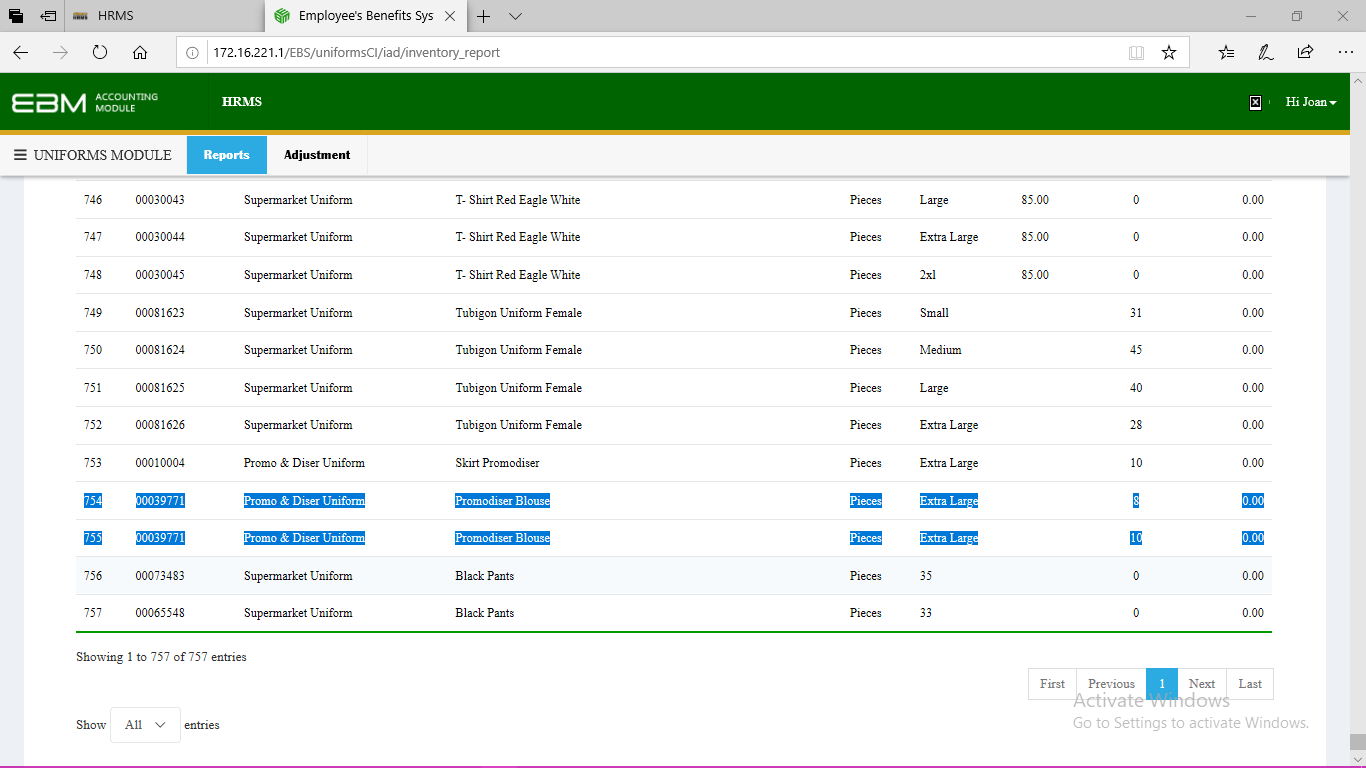 HRMS
Employee's Benefits Sys
172.16.221.1/EBS/uniformsCI/iad/inventory_report
EBM ACCOUNTING MODULE HRMS Hi Joan
UNIFORMS MODULE Reports Adjustment
746 00030043 Supermarket Uniform T- Shirt Red Eagle White Pieces Large 85.00 0 0.00
747 00030044 Supermarket Uniform T- Shirt Red Eagle White Pieces Extra Large 85.00 0 0.00
748 00030045 Supermarket Uniform T- Shirt Red Eagle White Pieces 2xl 85.00 0 0.00
749 00081623 Supermarket Uniform Tubigon Uniform Female Pieces Small 31 0.00
750 00081624 Supermarket Uniform Tubigon Uniform Female Pieces Medium 45 0.00
751 00081625 Supermarket Uniform Tubigon Uniform Female Pieces Large 40 0.00
752 00081626 Supermarket Uniform Tubigon Uniform Female Pieces Extra Large 28 0.00
753 00010004 Promo & Diser Uniform Skirt Promodiser Pieces Extra Large 10 0.00
754 00039771 Promo & Diser Uniform Promodiser Blouse Pieces Extra Large 8 0.00
755 00039771 Promo & Diser Uniform Promodiser Blouse Pieces Extra Large 10 0.00
756 00073483 Supermarket Uniform Black Pants Pieces 35 0 0.00
757 00065548 Supermarket Uniform Black Pants Pieces 33 0 0.00
Showing 1 to 757 of 757 entries
First Previous 1 Next Last
Activate Windows
Go to Settings to activate Windows.
Show All entries